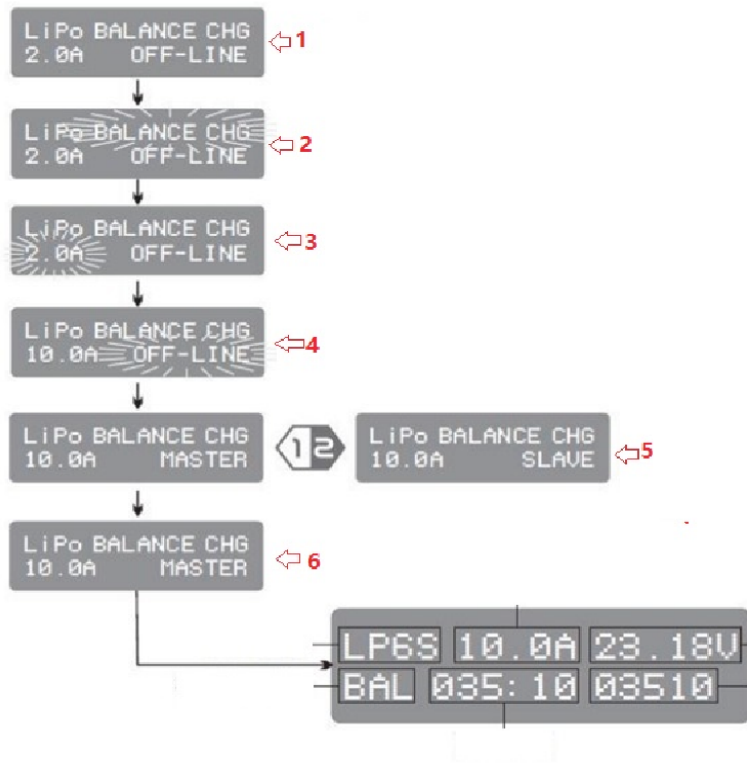 LiPo BALANCE CHG
2.0A OFF-LINE
1
LiPo BALANCE CHG
2.0A OFF-LINE
2
LiPo BALANCE CHG
2.0A OFF-LINE
3
LiPo BALANCE CHG
10.0A OFF-LINE
4
LiPo BALANCE CHG
10.0A MASTER
1 2
LiPo BALANCE CHG
10.0A SLAVE
5
LiPo BALANCE CHG
10.0A MASTER
6
LP6S 10.0A 23.18V
BAL 035:10 03510